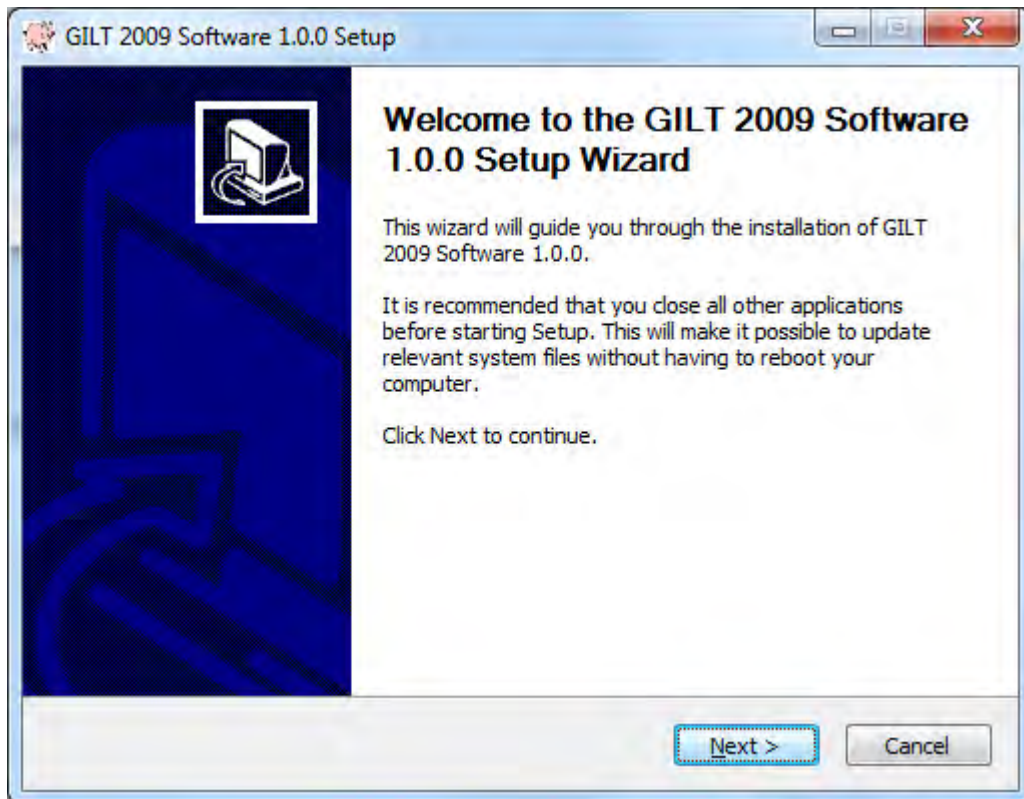 GILT 2009 Software 1.0.0 Setup
Welcome to the GILT 2009 Software
1.0.0 Setup Wizard
This wizard will guide you through the installation of GILT
2009 Software 1.0.0.
It is recommended that you close all other applications
before starting Setup. This will make it possible to update
relevant system files without having to reboot your
computer.
Click Next to continue.
Next > Cancel